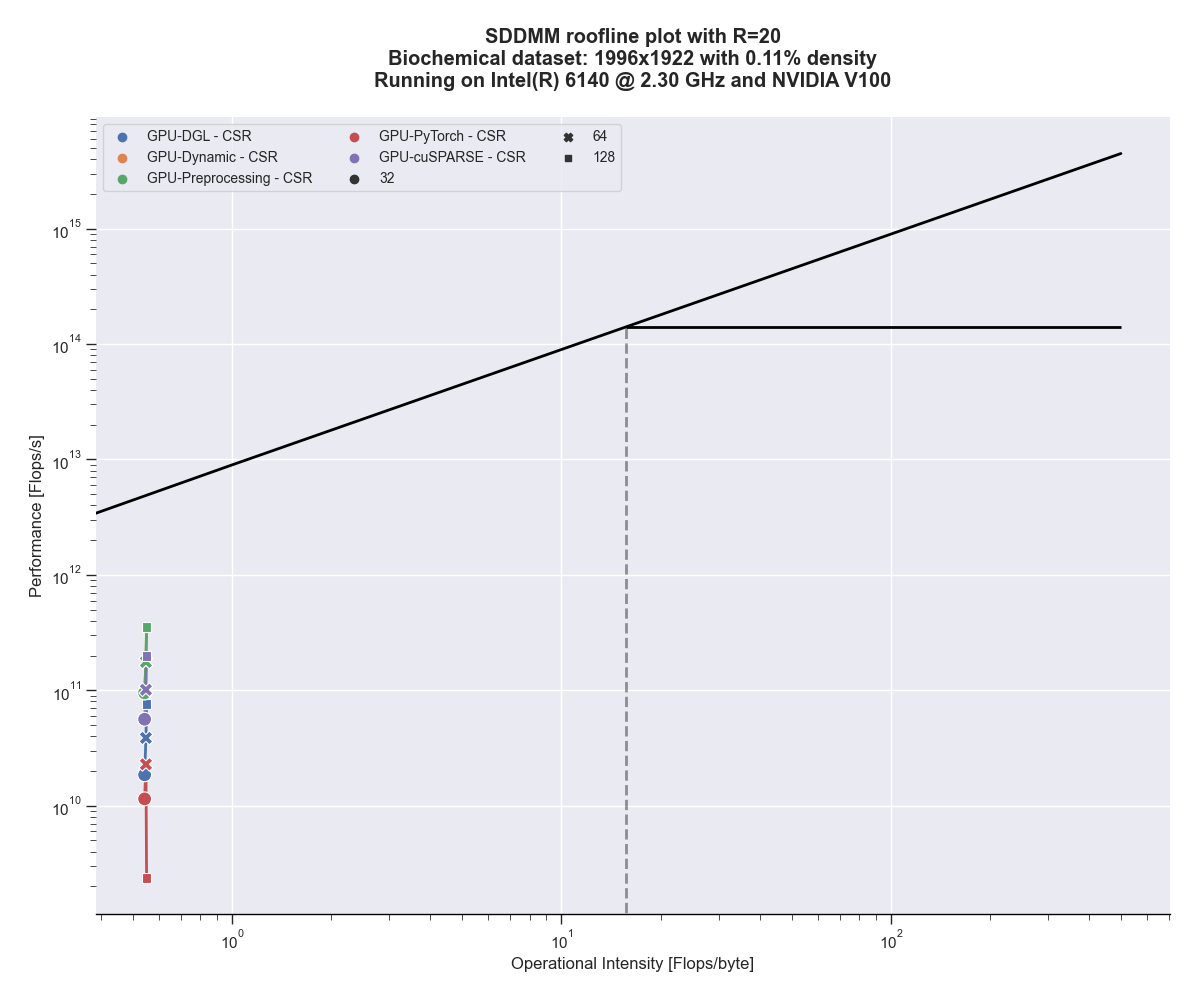 SDDMM roofline plot with R=20
Biochemical dataset: 1996x1922 with 0.11% density
Running on Intel(R) 6140 @ 2.30 GHz and NVIDIA V100
GPU-DGL - CSR
GPU-Dynamic - CSR
GPU-Preprocessing - CSR
GPU-PyTorch - CSR
GPU-cuSPARSE - CSR
32
64
128
Performance [Flops/s]
10^15
10^14
10^13
10^12
10^11
10^10
10^0
10^1
10^2
Operational Intensity [Flops/byte]